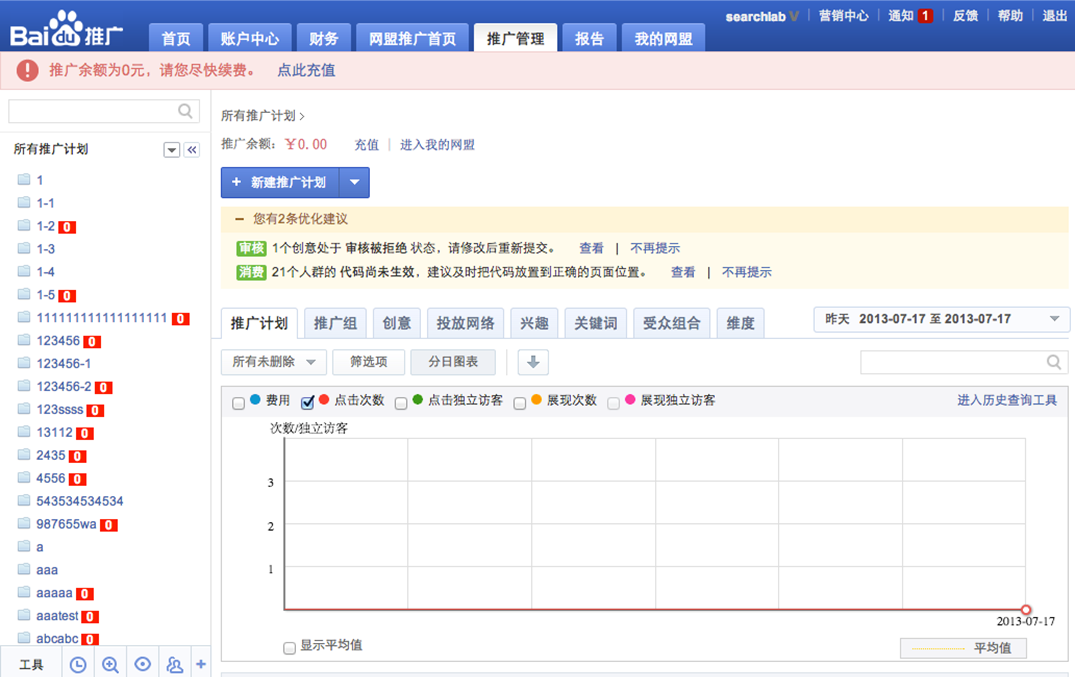 searchlab V 营销中心 通知 1 反馈 帮助 退出
Bai du 推广 首页 账户中心 财务 网盟推广首页 推广管理 报告 我的网盟
推广余额为0元，请您尽快续费。 点此充值
所有推广计划
1
1-1
1-2 0
1-3
1-4
1-5 0
111111111111111111 0
123456 0
123456-1
123456-2 0
123ssss 0
13112 0
2435 0
4556 0
543534534534
987655wa 0
a
aaa
aaaaa 0
aaatest 0
abcabc 0
工具
所有推广计划 >
推广余额: ￥0.00 充值 | 进入我的网盟
+ 新建推广计划
− 您有2条优化建议
审核 1个创意处于 审核被拒绝 状态，请修改后重新提交。 查看 | 不再提示
消费 21个人群的 代码尚未生效，建议及时把代码放置到正确的页面位置。 查看 | 不再提示
推广计划 推广组 创意 投放网络 兴趣 关键词 受众组合 维度 昨天 2013-07-17 至 2013-07-17
所有未删除 筛选项 分日图表
费用 点击次数 点击独立访客 展现次数 展现独立访客 进入历史查询工具
次数/独立访客
3
2
1
2013-07-17
显示平均值 平均值